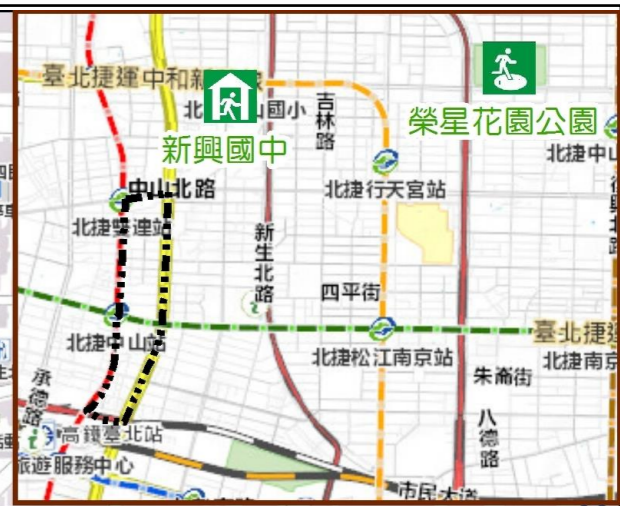 臺北捷運中和新
線
國小
新興國中
吉林路
榮星花園公園
北捷中山
中山北路
北捷行天宮站
北捷雙連站
新生北路
四平街
北捷中山站
北捷松江南京站
臺北捷運
北捷南京
朱崙街
承德路
八德路
高鐵臺北站
旅遊服務中心
市民大道